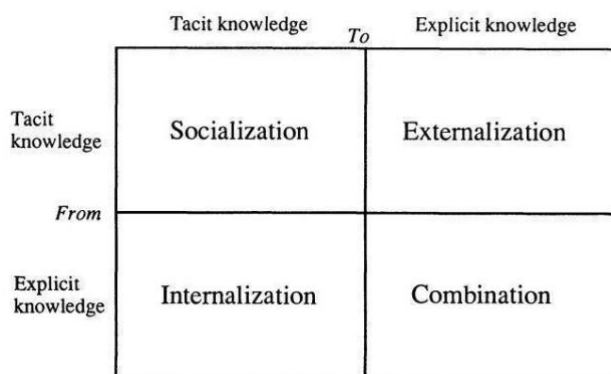 Tacit knowledge
To
Explicit knowledge
Tacit
knowledge
Socialization
Externalization
From
Explicit
knowledge
Internalization
Combination